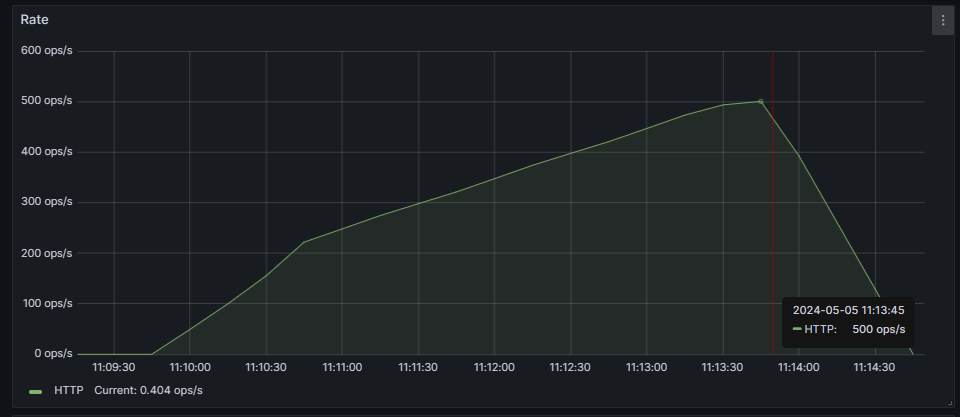 Rate
600 ops/s
500 ops/s
400 ops/s
300 ops/s
200 ops/s
100 ops/s
0 ops/s
2024-05-05 11:13:45
HTTP: 500 ops/s
11:09:30 11:10:00 11:10:30 11:11:00 11:11:30 11:12:00 11:12:30 11:13:00 11:13:30 11:14:00 11:14:30
HTTP Current: 0.404 ops/s